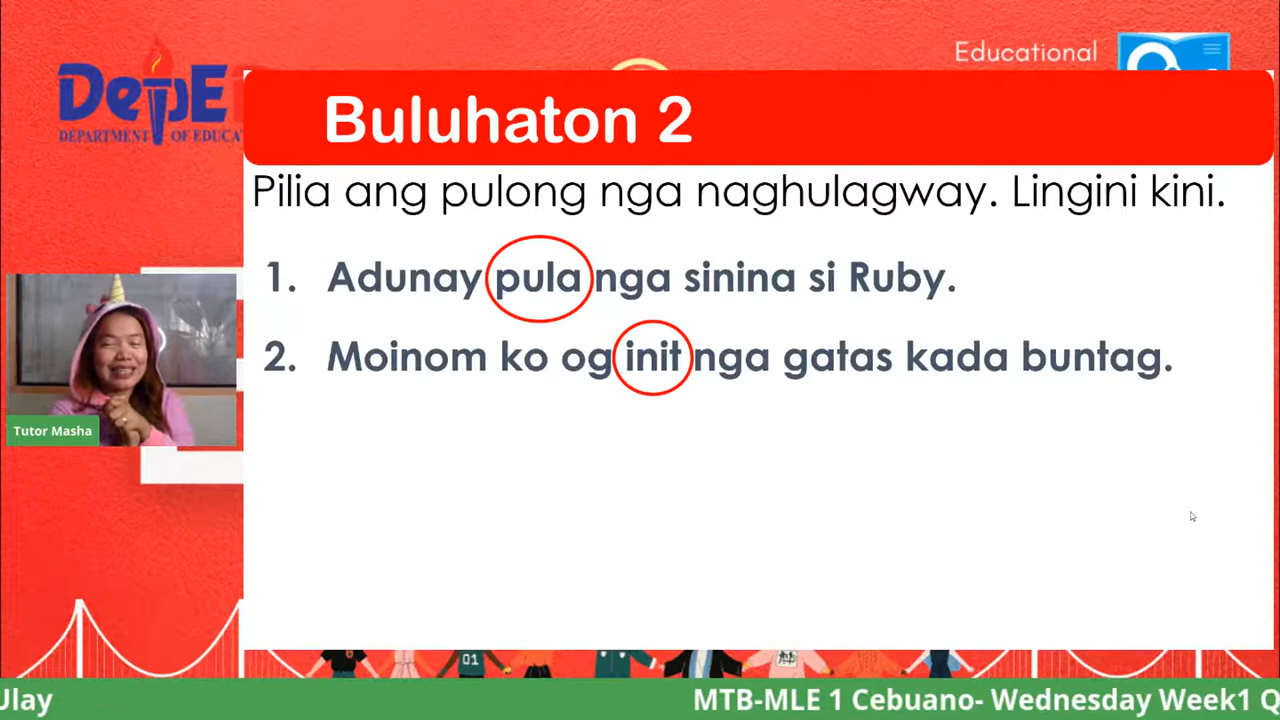 Educational
DepED
DEPARTMENT OF EDUCA
Buluhaton 2
Pilia ang pulong nga naghulagway. Lingini kini.
1. Adunay pula nga sinina si Ruby.
2. Moinom ko og init nga gatas kada buntag.
Tutor Masha
01
Ulay
MTB-MLE 1 Cebuano- Wednesday Week1 Q